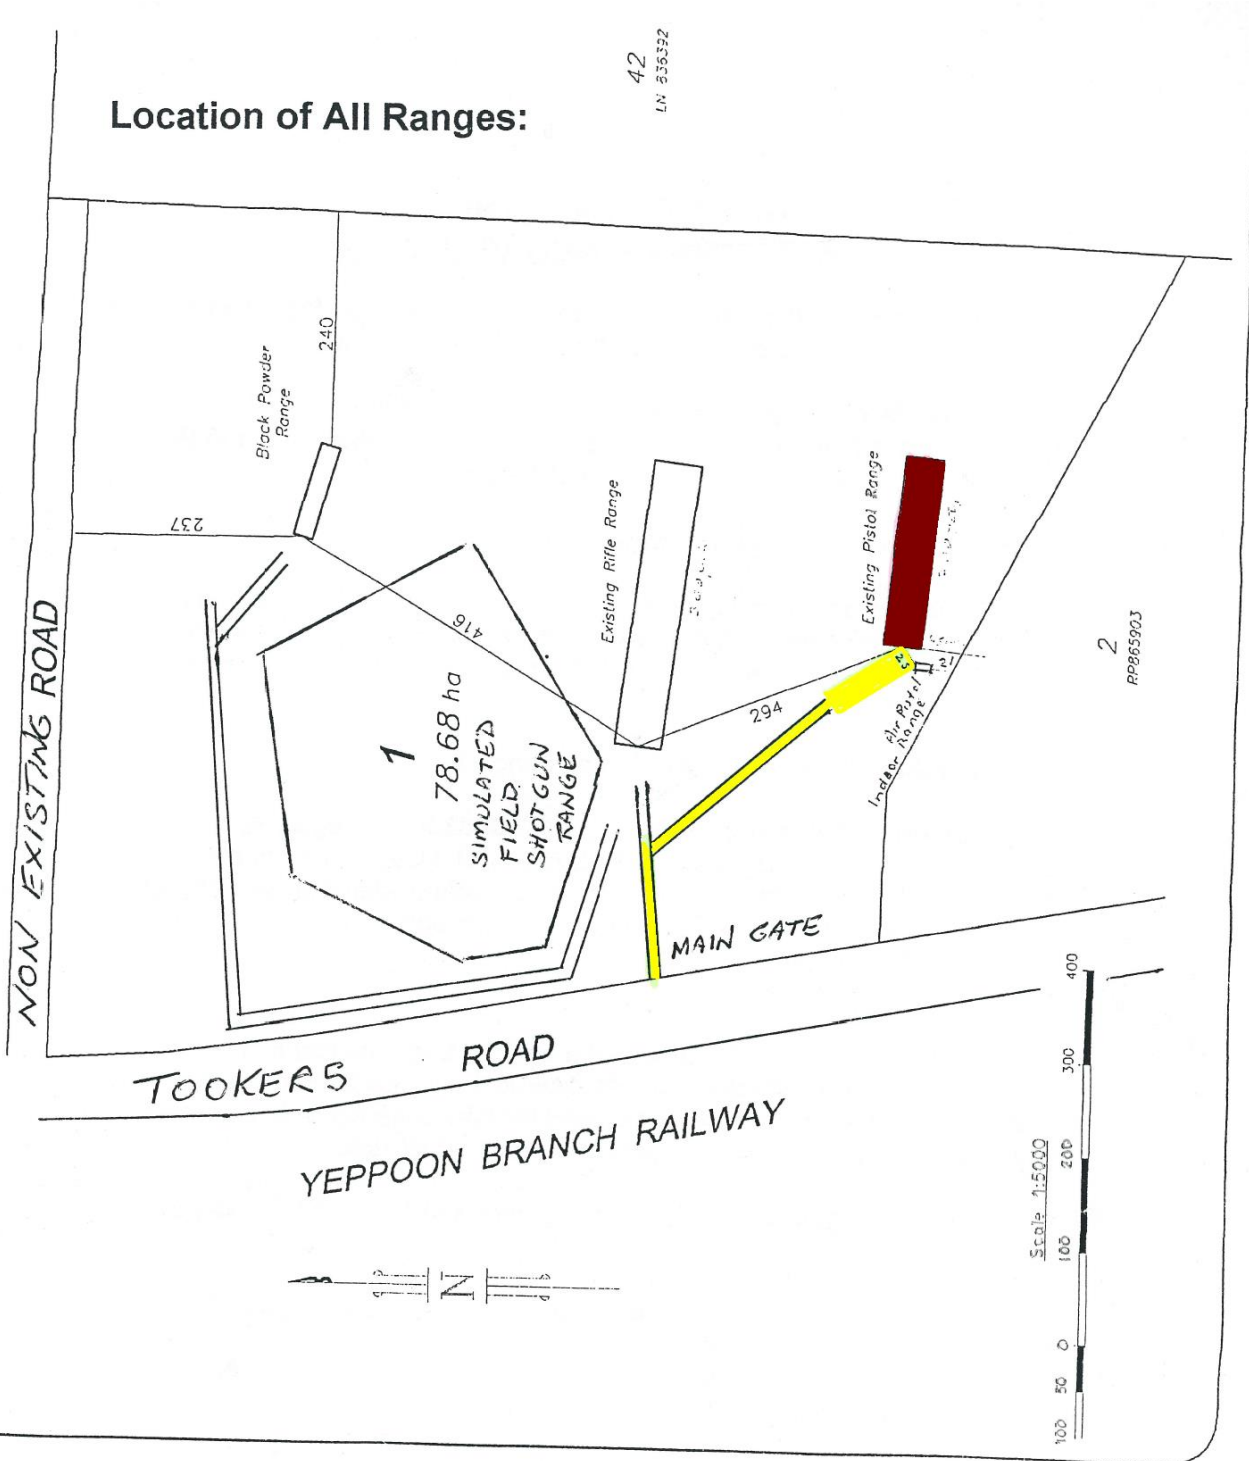 Location of All Ranges:
42
LN 836392
240
Black Powder
Range
237
416
Existing Rifle Range
Existing Pistol Range
NON EXISTING ROAD
1
78.68 ha
SIMULATED
FIELD
SHOTGUN
RANGE
294
25
21
Air Pistol
Indoor Range
2
RP865903
MAIN GATE
TOOKERS ROAD
YEPPOON BRANCH RAILWAY
N
Scale 1:5000
100 50 0 100 200 300 400